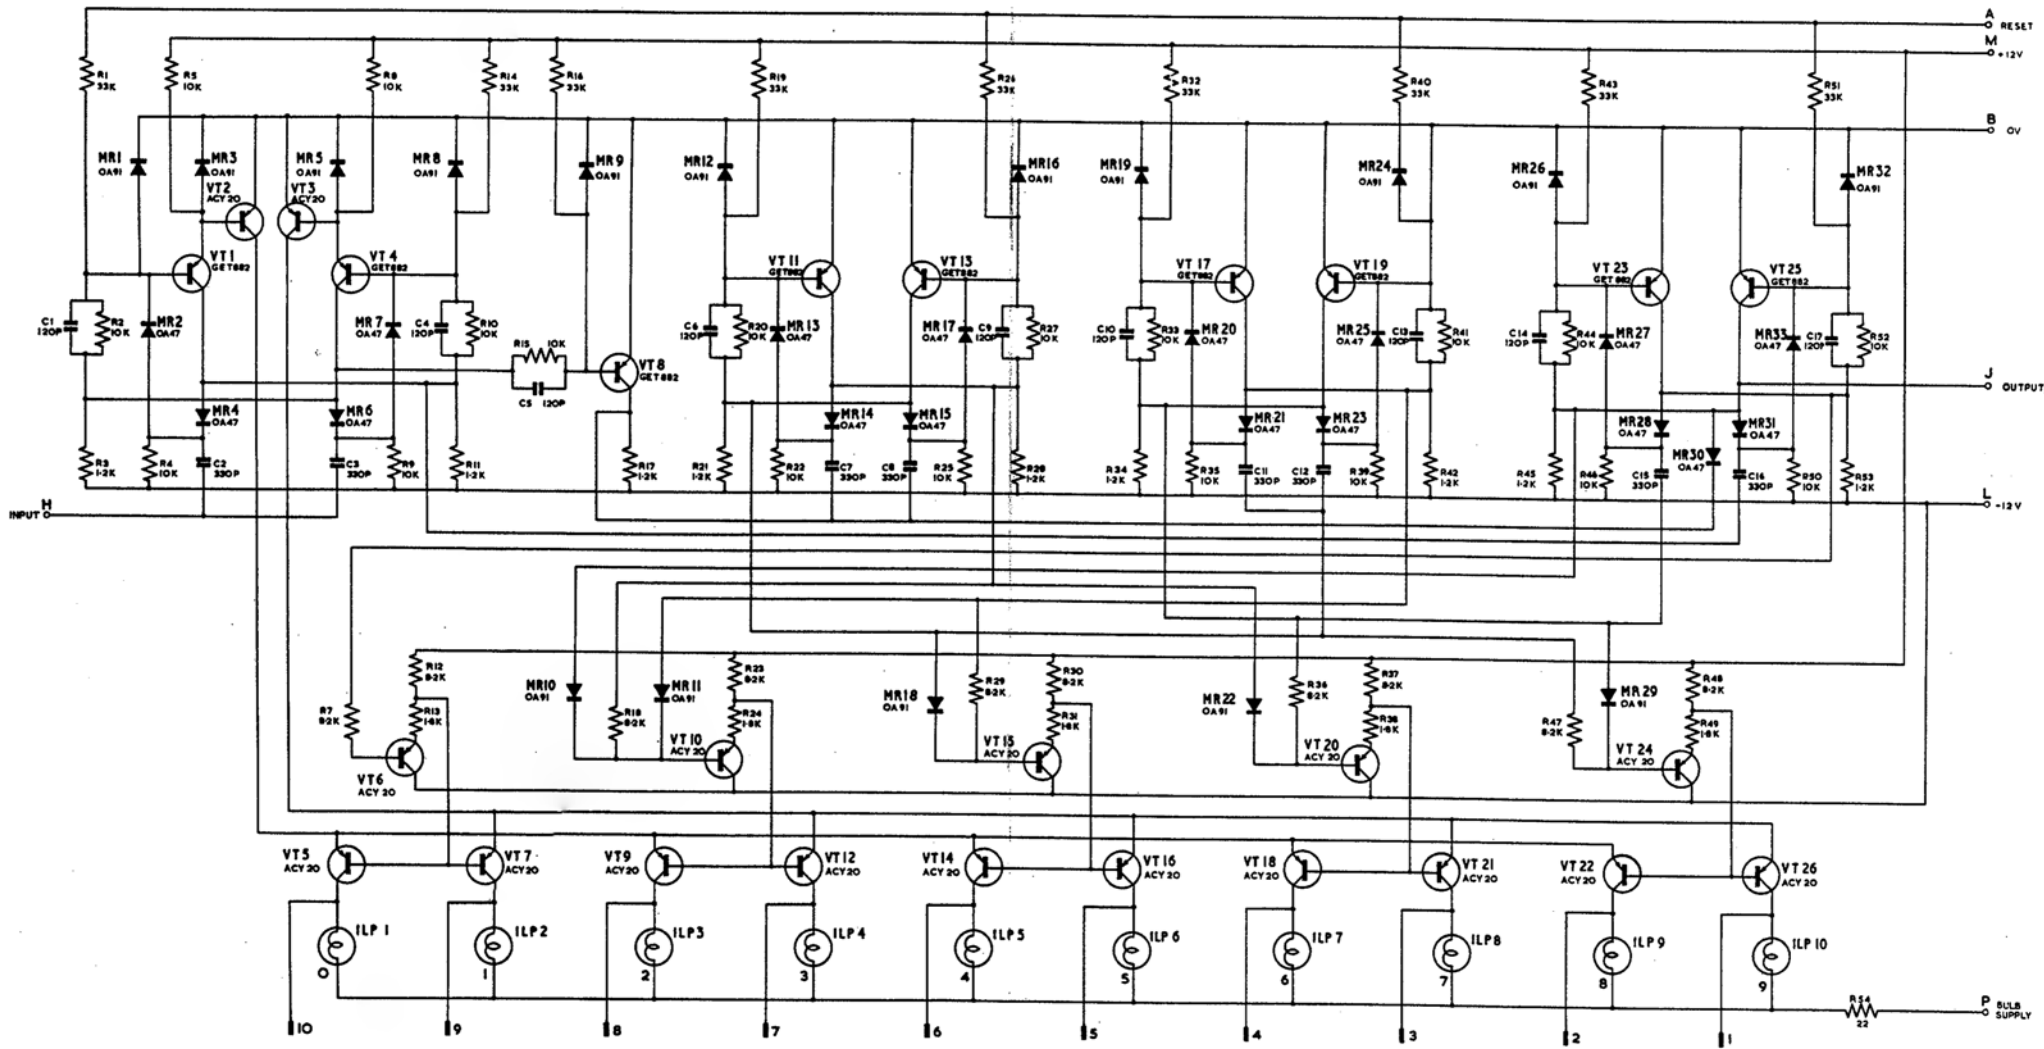 A
RESET
M
+12V
R1
33K
R5
10K
R8
10K
R14
33K
R16
33K
R19
33K
R26
33K
R32
33K
R40
33K
R43
33K
R51
33K
B
0V
MR1
OA91
MR3
OA91
MR5
OA91
MR8
OA91
MR9
OA91
MR12
OA91
MR16
OA91
MR19
OA91
MR24
OA91
MR26
OA91
MR32
OA91
VT2
ACY20
VT3
ACY20
VT1
GET882
VT4
GET882
VT11
GET882
VT13
GET882
VT17
GET882
VT19
GET882
VT23
GET882
VT25
GET882
C1
120P
R2
10K
MR2
OA47
MR7
OA47
C4
120P
R10
10K
R15
10K
C5
120P
VT8
GET882
C6
120P
R20
10K
MR13
OA47
MR17
OA47
C9
120P
R27
10K
C10
120P
R33
10K
MR20
OA47
MR25
OA47
C13
120P
R41
10K
C14
120P
R44
10K
MR27
OA47
MR33
OA47
C17
120P
R52
10K
J
OUTPUT
MR4
OA47
MR6
OA47
MR14
OA47
MR15
OA47
MR21
OA47
MR23
OA47
MR28
OA47
MR30
OA47
MR31
OA47
R3
1·2K
R4
10K
C2
330P
C3
330P
R9
10K
R11
1·2K
R17
1·2K
R21
1·2K
R22
10K
C7
330P
C8
330P
R25
10K
R28
1·2K
R34
1·2K
R35
10K
C11
330P
C12
330P
R39
10K
R42
1·2K
R45
1·2K
R46
10K
C15
330P
C16
330P
R50
10K
R53
1·2K
L
-12V
INPUT H
R12
8·2K
R13
1·8K
R7
8·2K
VT6
ACY20
MR10
OA91
R18
8·2K
MR11
OA91
R23
8·2K
R24
1·8K
VT10
ACY20
MR18
OA91
R29
8·2K
R30
8·2K
R31
1·8K
VT15
ACY20
MR22
OA91
R36
8·2K
R37
8·2K
R38
1·8K
VT20
ACY20
R47
8·2K
MR29
OA91
R48
8·2K
R49
1·8K
VT24
ACY20
VT5
ACY20
VT7
ACY20
VT9
ACY20
VT12
ACY20
VT14
ACY20
VT16
ACY20
VT18
ACY20
VT21
ACY20
VT22
ACY20
VT26
ACY20
ILP1
0
ILP2
1
ILP3
2
ILP4
3
ILP5
4
ILP6
5
ILP7
6
ILP8
7
ILP9
8
ILP10
9
R54
22
P
BULB
SUPPLY
10
9
8
7
6
5
4
3
2
1